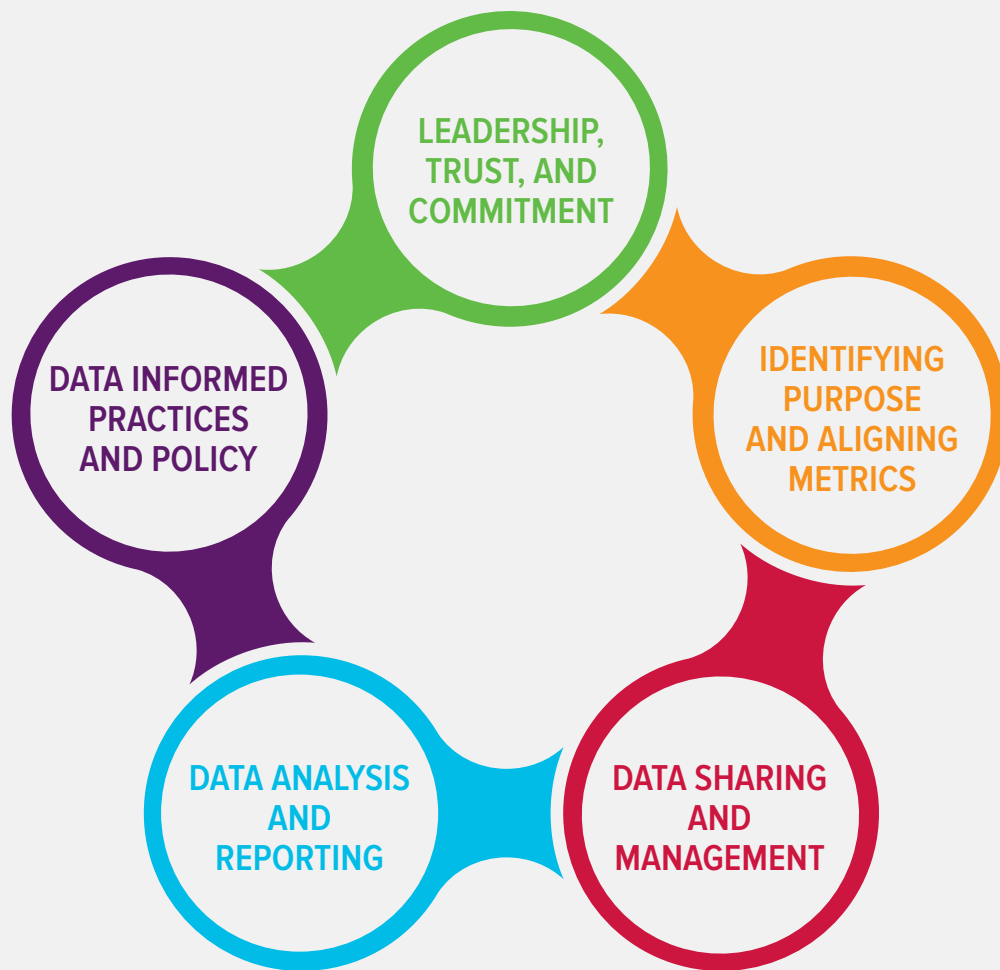 LEADERSHIP,
TRUST, AND
COMMITMENT
IDENTIFYING
PURPOSE
AND ALIGNING
METRICS
DATA SHARING
AND
MANAGEMENT
DATA ANALYSIS
AND
REPORTING
DATA INFORMED
PRACTICES
AND POLICY